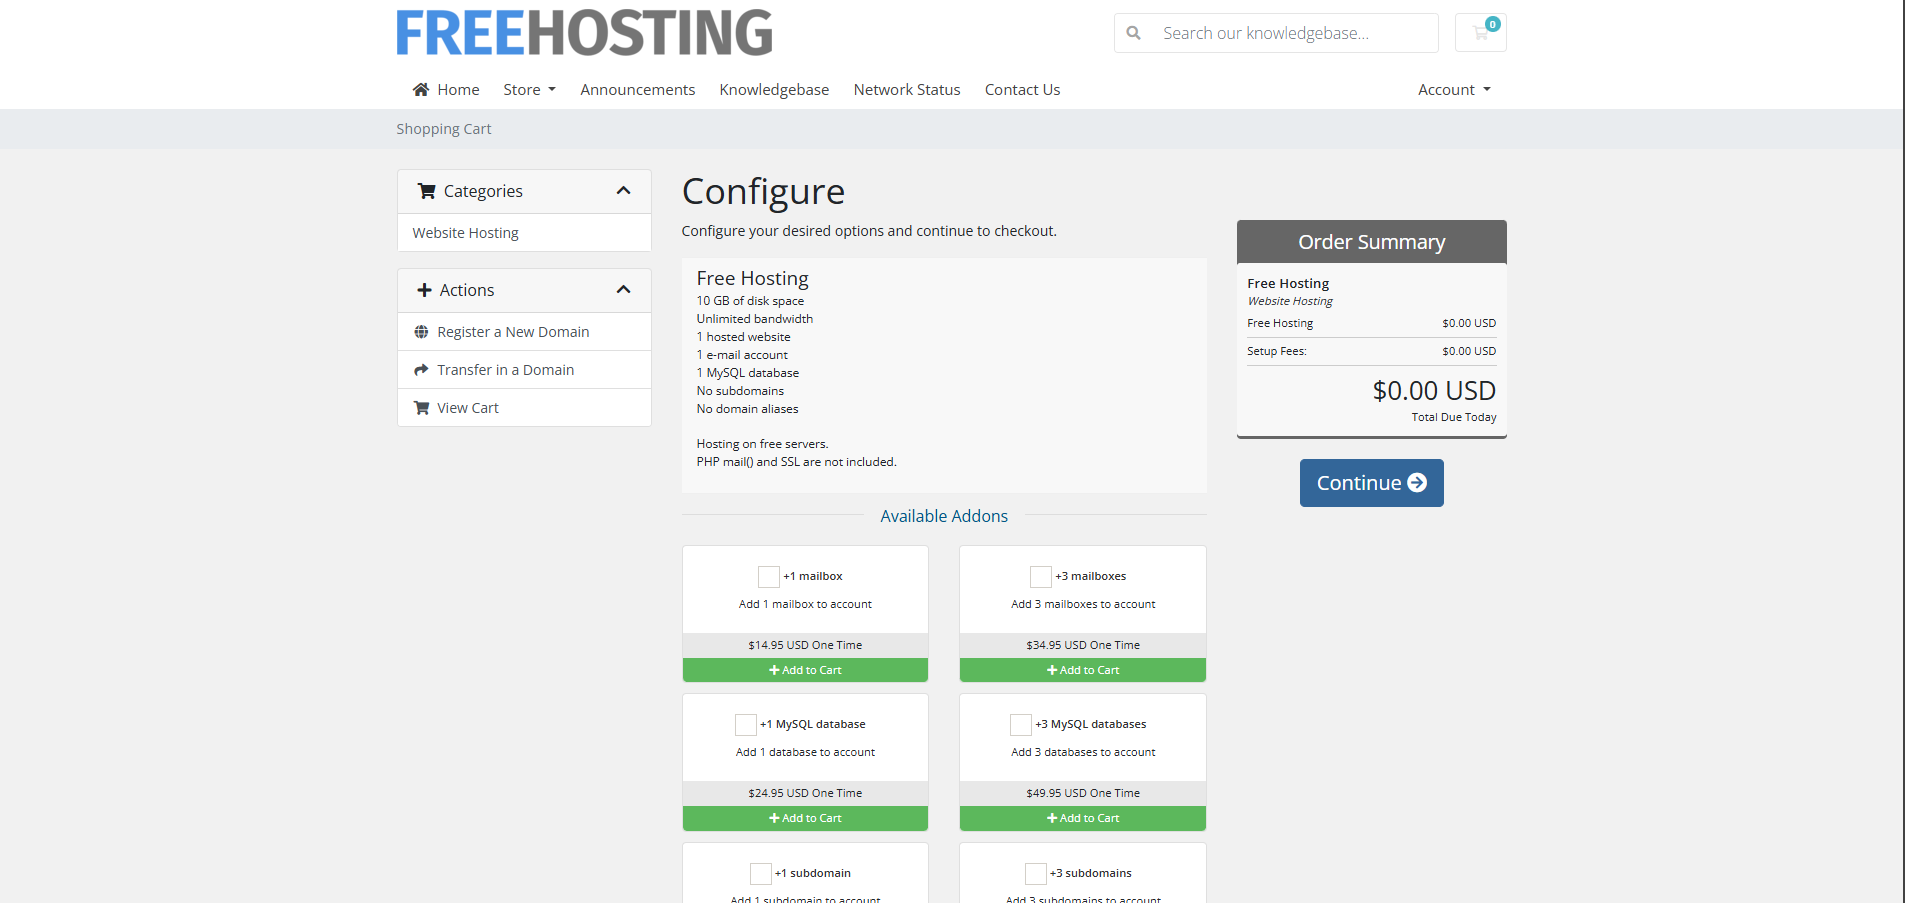 FREEHOSTING
Search our knowledgebase...
0
Home
Store
Announcements
Knowledgebase
Network Status
Contact Us
Account
Shopping Cart
Categories
Website Hosting
Actions
Register a New Domain
Transfer in a Domain
View Cart
Configure
Configure your desired options and continue to checkout.
Free Hosting
10 GB of disk space
Unlimited bandwidth
1 hosted website
1 e-mail account
1 MySQL database
No subdomains
No domain aliases
Hosting on free servers.
PHP mail() and SSL are not included.
Available Addons
+1 mailbox
Add 1 mailbox to account
$14.95 USD One Time
Add to Cart
+3 mailboxes
Add 3 mailboxes to account
$34.95 USD One Time
Add to Cart
+1 MySQL database
Add 1 database to account
$24.95 USD One Time
Add to Cart
+3 MySQL databases
Add 3 databases to account
$49.95 USD One Time
Add to Cart
+1 subdomain
Add 1 subdomain to account
+3 subdomains
Add 3 subdomains to account
Order Summary
Free Hosting
Website Hosting
Free Hosting $0.00 USD
Setup Fees: $0.00 USD
$0.00 USD
Total Due Today
Continue